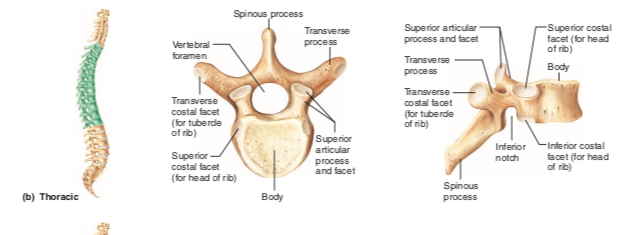 Spinous process
Transverse
process
Vertebral
foramen
Transverse
costal facet
(for tubercle
of rib)
Superior
costal facet
(for head of rib)
Body
Superior
articular
process
and facet
(b) Thoracic
Superior articular
process and facet
Transverse
process
Transverse
costal facet
(for tubercle
of rib)
Spinous
process
Inferior
notch
Superior costal
facet (for head
of rib)
Body
Inferior costal
facet (for head
of rib)